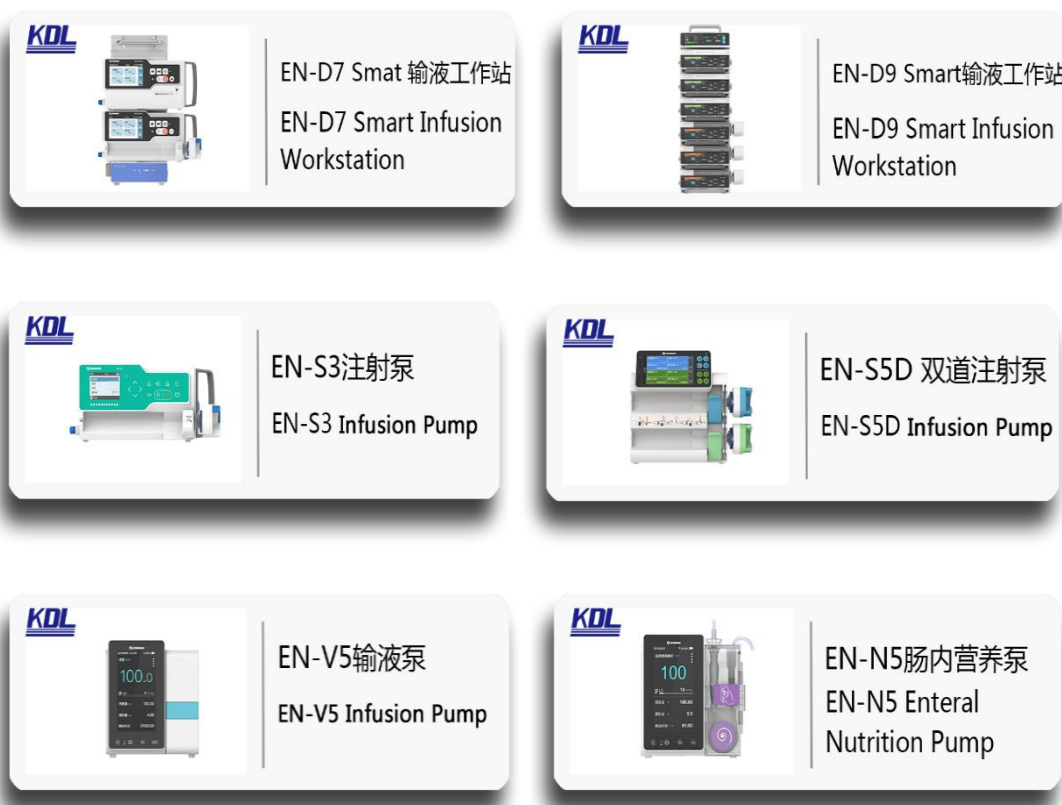 KDL
EN-D7 Smat 输液工作站
EN-D7 Smart Infusion
Workstation
KDL
EN-D9 Smart输液工作站
EN-D9 Smart Infusion
Workstation
KDL
EN-S3注射泵
EN-S3 Infusion Pump
KDL
EN-S5D 双道注射泵
EN-S5D Infusion Pump
KDL
EN-V5输液泵
EN-V5 Infusion Pump
100.0
KDL
EN-N5肠内营养泵
EN-N5 Enteral
Nutrition Pump
100